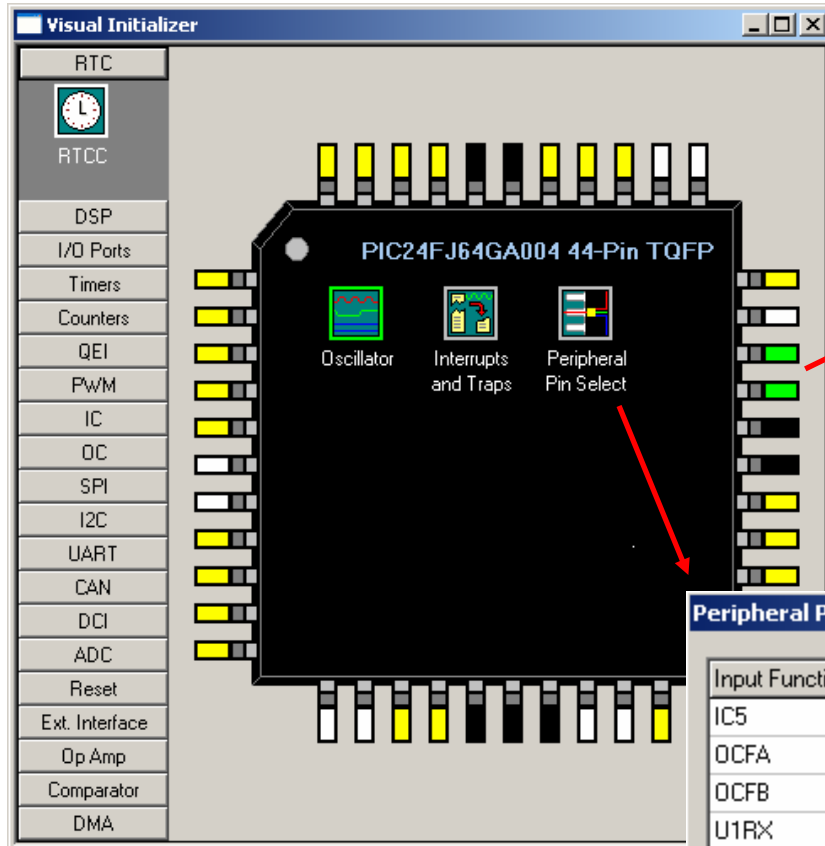 Visual Initializer
RTC
RTCC
DSP
I/O Ports
Timers
Counters
QEI
PWM
IC
OC
SPI
I2C
UART
CAN
DCI
ADC
Reset
Ext. Interface
Op Amp
Comparator
DMA
PIC24FJ64GA004 44-Pin TQFP
Oscillator
Interrupts
and Traps
Peripheral
Pin Select
Peripheral P
Input Functi
IC5
OCFA
OCFB
U1RX